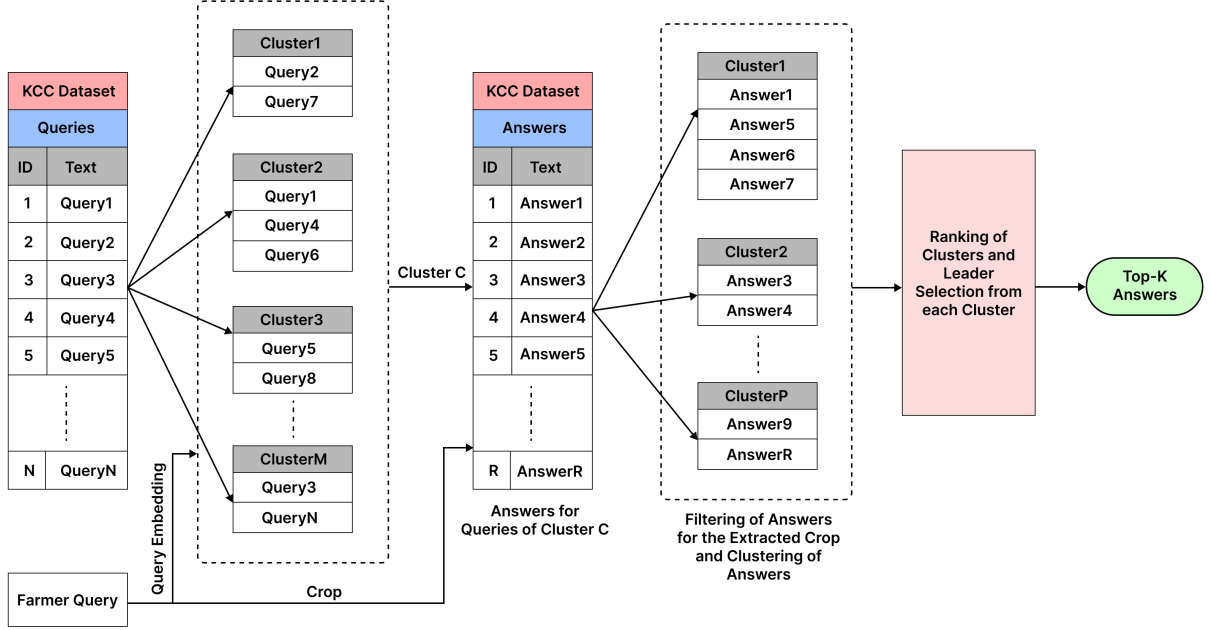 KCC Dataset
Queries
ID Text
1 Query1
2 Query2
3 Query3
4 Query4
5 Query5
N QueryN
Farmer Query
Query Embedding
Crop
Cluster1
Query2
Query7
Cluster2
Query1
Query4
Query6
Cluster3
Query5
Query8
ClusterM
Query3
QueryN
Cluster C
KCC Dataset
Answers
ID Text
1 Answer1
2 Answer2
3 Answer3
4 Answer4
5 Answer5
R AnswerR
Answers for
Queries of Cluster C
Cluster1
Answer1
Answer5
Answer6
Answer7
Cluster2
Answer3
Answer4
ClusterP
Answer9
AnswerR
Filtering of Answers
for the Extracted Crop
and Clustering of
Answers
Ranking of
Clusters and
Leader
Selection from
each Cluster
Top-K
Answers